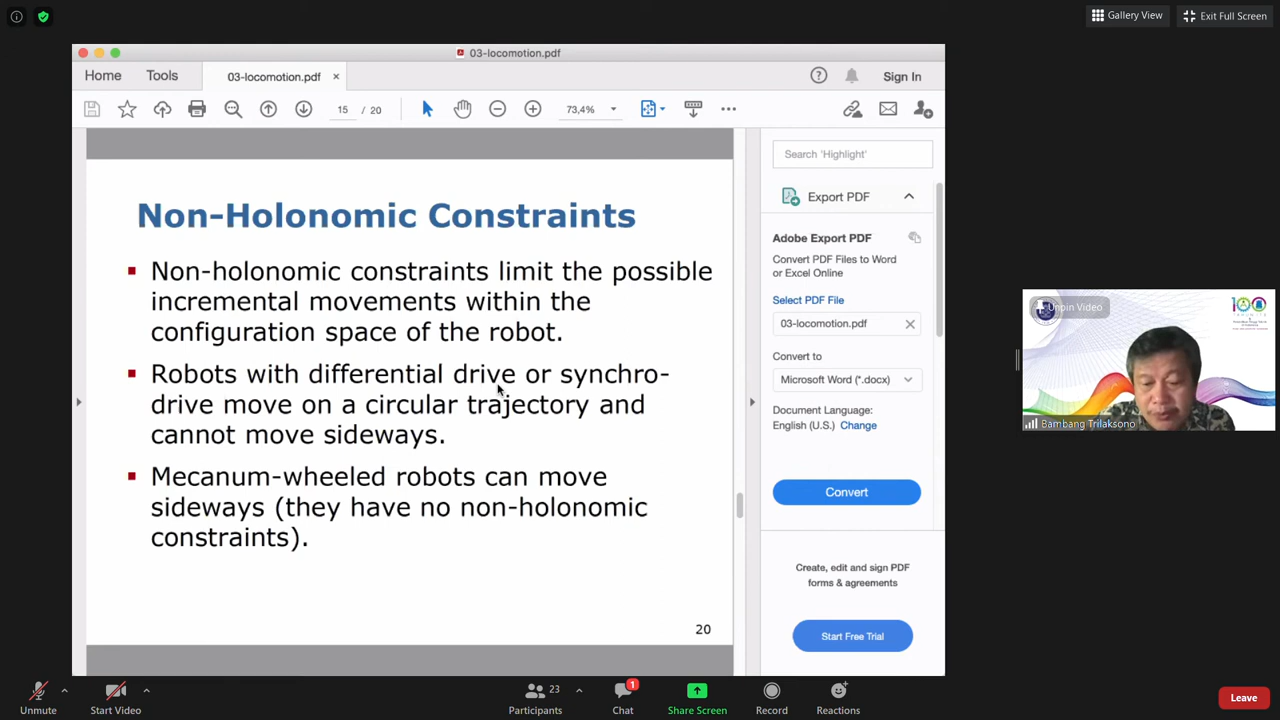 Gallery View
Exit Full Screen
03-locomotion.pdf
Home
Tools
03-locomotion.pdf
×
Sign In
15 / 20
73,4%
Search 'Highlight'
Export PDF
Adobe Export PDF
Convert PDF Files to Word
or Excel Online
Select PDF File
03-locomotion.pdf
Convert to
Microsoft Word (*.docx)
Document Language:
English (U.S.) Change
Convert
Create, edit and sign PDF
forms & agreements
Start Free Trial
Non-Holonomic Constraints
Non-holonomic constraints limit the possible
incremental movements within the
configuration space of the robot.
Robots with differential drive or synchro-
drive move on a circular trajectory and
cannot move sideways.
Mecanum-wheeled robots can move
sideways (they have no non-holonomic
constraints).
20
Unpin Video
100
Bambang Trilaksono
Unmute
Start Video
23
Participants
1
Chat
Share Screen
Record
Reactions
Leave